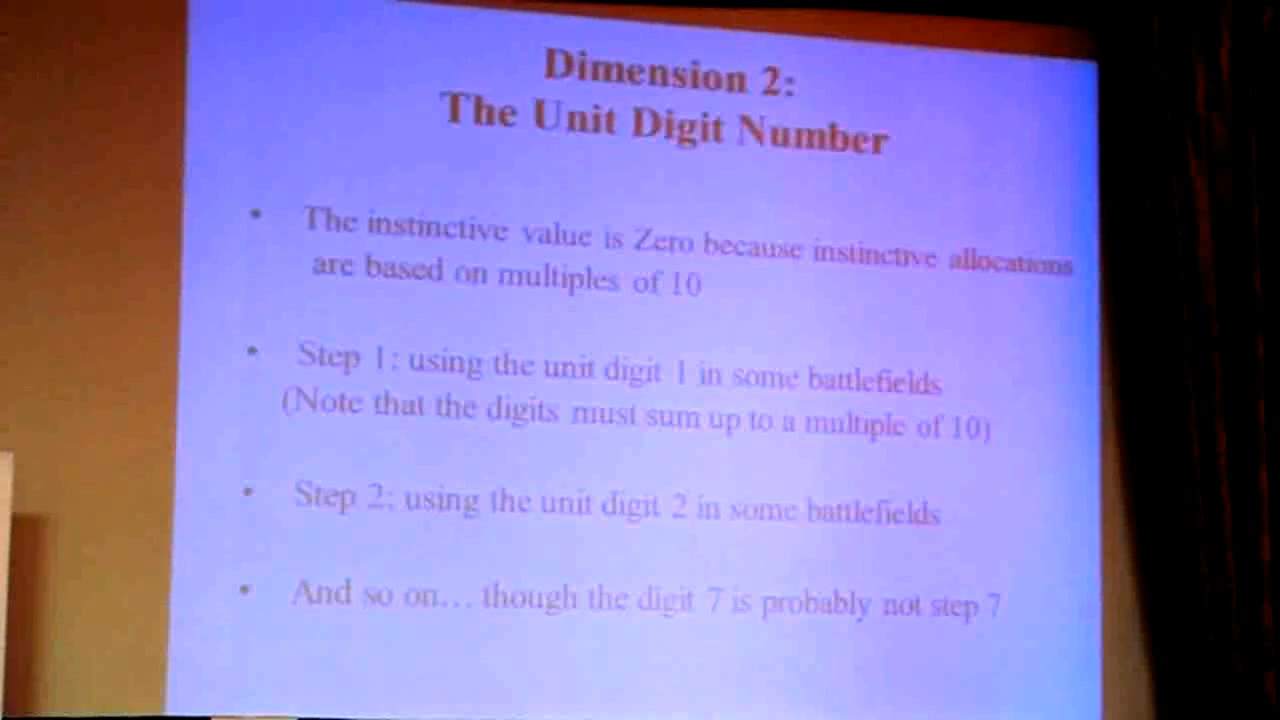 Dimension 2:
The Unit Digit Number
• The instinctive value is Zero because instinctive allocations
are based on multiples of 10
• Step 1: using the unit digit 1 in some battlefields
(Note that the digits must sum up to a multiple of 10)
• Step 2: using the unit digit 2 in some battlefields
• And so on… though the digit 7 is probably not step 7